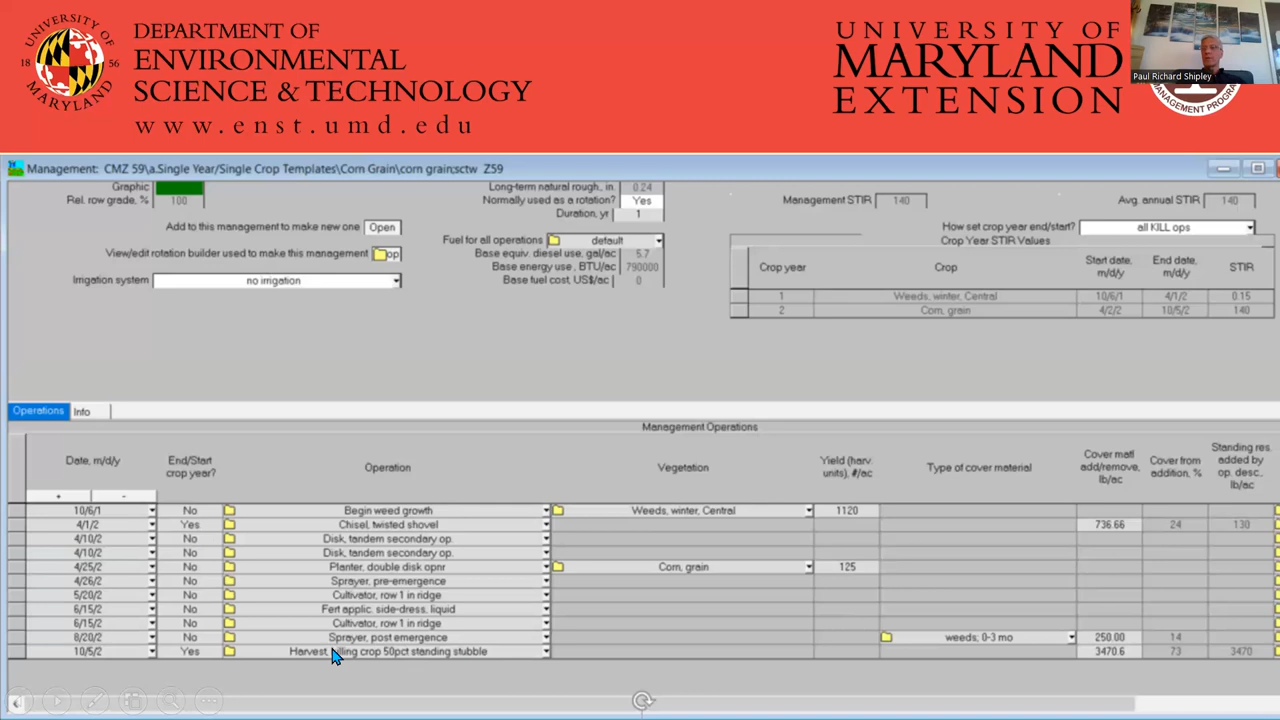 UNIVERSITY OF
18 56
MARYLAND
DEPARTMENT OF
ENVIRONMENTAL
SCIENCE & TECHNOLOGY
www.enst.umd.edu
UNIVERSITY OF
MARYLAND
EXTENSION
Paul Richard Shipley
MANAGEMENT PROGR
Management: CMZ 59\a.Single Year/Single Crop Templates\Corn Grain\corn grain;sctw Z59
Graphic
Rel. row grade, % 100
Add to this management to make new one Open
View/edit rotation builder used to make this management op
Irrigation system no irrigation
Long-term natural rough., in. 0.24
Normally used as a rotation? Yes
Duration, yr 1
Fuel for all operations default
Base equiv. diesel use, gal/ac 5.7
Base energy use, BTU/ac 790000
Base fuel cost, US$/ac 0
Management STIR 140
Avg. annual STIR 140
How set crop year end/start? all KILL ops
Crop Year STIR Values
Crop year Crop Start date, m/d/y End date, m/d/y STIR
1 Weeds, winter, Central 10/6/1 4/1/2 0.15
2 Corn, grain 4/2/2 10/5/2 140
Operations Info
Management Operations
Date, m/d/y End/Start crop year? Operation Vegetation Yield (harv. units), #/ac Type of cover material Cover matl add/remove, lb/ac Cover from addition, % Standing res. added by op. desc., lb/ac
+ -
10/6/1 No Begin weed growth Weeds, winter, Central 1120
4/1/2 Yes Chisel, twisted shovel 736.66 24 130
4/10/2 No Disk, tandem secondary op.
4/10/2 No Disk, tandem secondary op.
4/25/2 No Planter, double disk opnr Corn, grain 125
4/26/2 No Sprayer, pre-emergence
5/20/2 No Cultivator, row 1 in ridge
6/15/2 No Fert applic. side-dress, liquid
6/15/2 No Cultivator, row 1 in ridge
8/20/2 No Sprayer, post emergence weeds; 0-3 mo 250.00 14
10/5/2 Yes Harvest, killing crop 50pct standing stubble 3470.6 73 3470